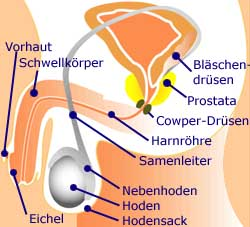 Vorhaut
Schwellkörper
Bläschen-
drüsen
Prostata
Cowper-Drüsen
Harnröhre
Samenleiter
Nebenhoden
Hoden
Hodensack
Eichel